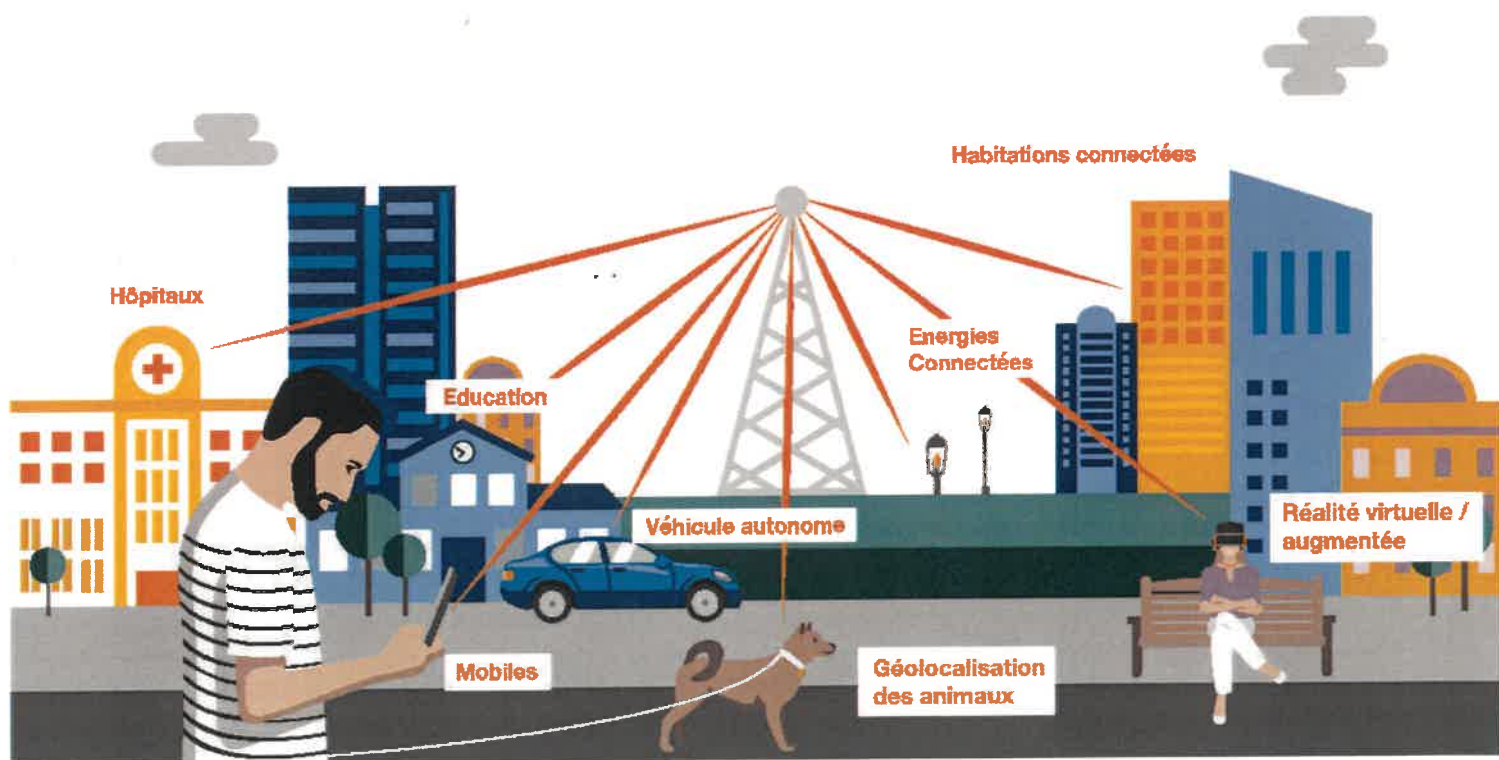 Habitations connectées
Hôpitaux
Energies
Connectées
Education
Véhicule autonome
Réalité virtuelle /
augmentée
Mobiles
Géolocalisation
des animaux